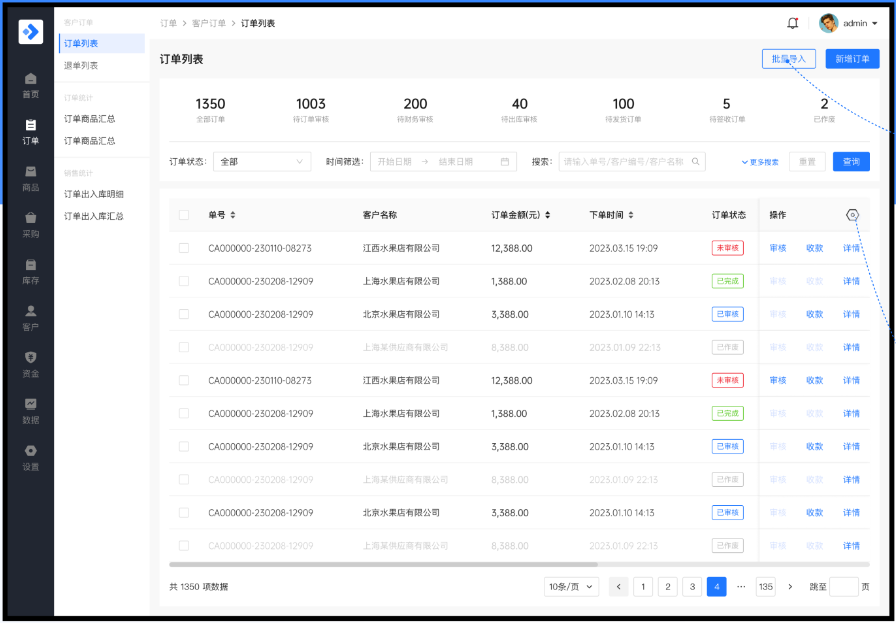 客户订单
订单列表
退单列表
订单统计
订单商品汇总
订单商品汇总
销售统计
订单出入库明细
订单出入库汇总
首页
订单
商品
采购
库存
客户
资金
数据
设置
订单 > 客户订单 > 订单列表
admin
订单列表
批量导入 新增订单
1350 1003 200 40 100 5 2
全部订单 待订单审核 待财务审核 待出库审核 待发货订单 待签收订单 已作废
订单状态: 全部 时间筛选: 开始日期 → 结束日期 搜索: 请输入单号/客户编号/客户名称 更多搜索 重置 查询
单号 客户名称 订单金额(元) 下单时间 订单状态 操作
CA000000-230110-08273 江西水果店有限公司 12,388.00 2023.03.15 19:09 未审核 审核 收款 详情
CA000000-230208-12909 上海水果店有限公司 1,388.00 2023.02.08 20:13 已完成 审核 收款 详情
CA000000-230208-12909 北京水果店有限公司 3,388.00 2023.01.10 14:13 已审核 审核 收款 详情
CA000000-230208-12909 上海某供应商有限公司 8,388.00 2023.01.09 22:13 已作废 审核 收款 详情
CA000000-230110-08273 江西水果店有限公司 12,388.00 2023.03.15 19:09 未审核 审核 收款 详情
CA000000-230208-12909 上海水果店有限公司 1,388.00 2023.02.08 20:13 已完成 审核 收款 详情
CA000000-230208-12909 北京水果店有限公司 3,388.00 2023.01.10 14:13 已审核 审核 收款 详情
CA000000-230208-12909 上海某供应商有限公司 8,388.00 2023.01.09 22:13 已作废 审核 收款 详情
CA000000-230208-12909 北京水果店有限公司 3,388.00 2023.01.10 14:13 已审核 审核 收款 详情
CA000000-230208-12909 上海某供应商有限公司 8,388.00 2023.01.09 22:13 已作废 审核 收款 详情
共 1350 项数据 10条/页 < 1 2 3 4 ··· 135 > 跳至 页